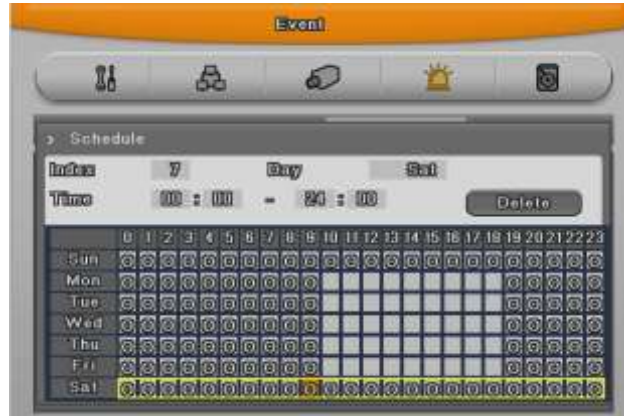 Event
› Schedule
Index 7 Day Sat
Time 00 : 00 - 24 : 00 Delete
0 1 2 3 4 5 6 7 8 9 10 11 12 13 14 15 16 17 18 19 20 21 22 23
Sun
Mon
Tue
Wed
Thu
Fri
Sat